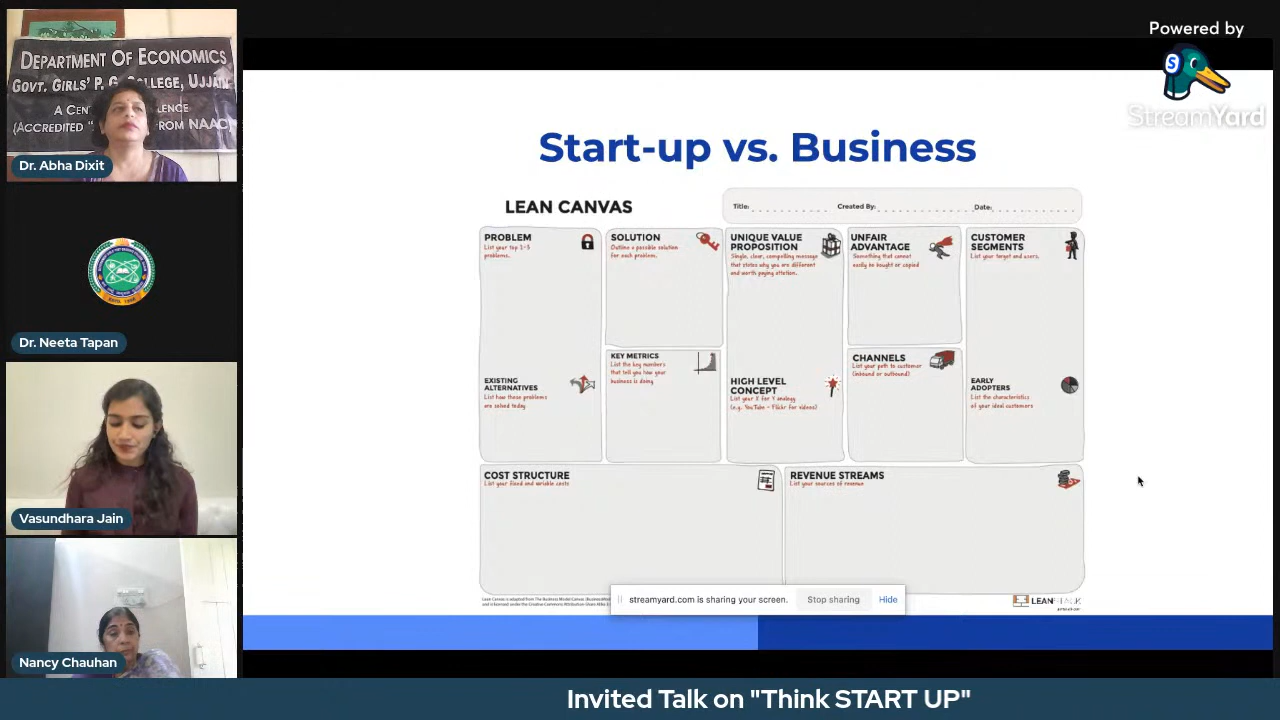 DEPARTMENT OF ECONOMICS
GOVT. GIRLS' P. G. COLLEGE, UJJAIN
(ACCREDITED FROM NAAC)
Dr. Abha Dixit
Dr. Neeta Tapan
Vasundhara Jain
Nancy Chauhan
Powered by
StreamYard
Start-up vs. Business
LEAN CANVAS
Title:
Created By:
Date:
PROBLEM
List your top 1-3
problems.
EXISTING
ALTERNATIVES
List how these problems
are solved today
SOLUTION
Outline a possible solution
for each problem.
KEY METRICS
List the key numbers
that tell you how your
business is doing
UNIQUE VALUE
PROPOSITION
Single, clear, compelling message
that states why you are different
and worth paying attention.
HIGH LEVEL
CONCEPT
List your X for Y analogy
(e.g. YouTube - Flickr for videos)
UNFAIR
ADVANTAGE
Something that cannot
easily be bought or copied
CHANNELS
List your path to customer
(inbound or outbound)
CUSTOMER
SEGMENTS
List your target and users.
EARLY
ADOPTERS
List the characteristics
of your ideal customers
COST STRUCTURE
List your fixed and variable costs
REVENUE STREAMS
List your sources of revenue
streamyard.com is sharing your screen.
Stop sharing
Hide
Invited Talk on "Think START UP"